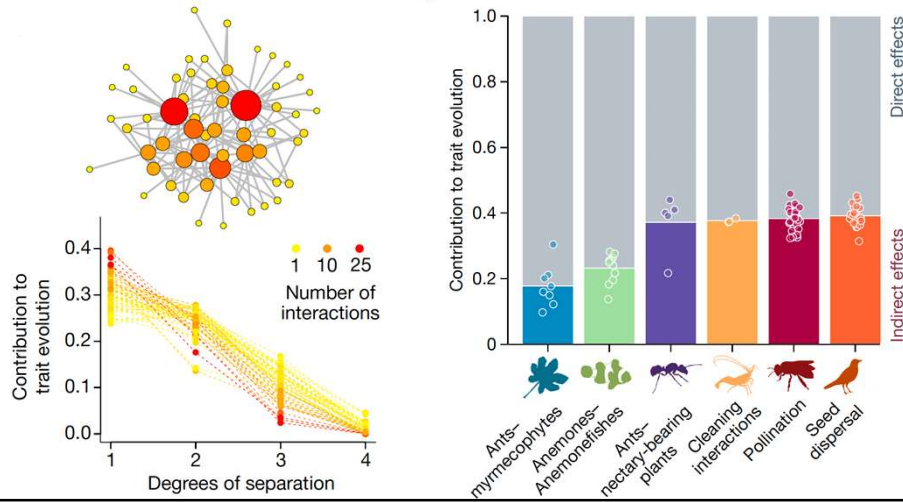 0.4
0.3
0.2
0.1
0.0
Contribution to
trait evolution
1 10 25
Number of
interactions
1 2 3 4
Degrees of separation
1.0
0.8
0.6
0.4
0.2
0
Contribution to trait evolution
Direct effects
Indirect effects
Ants–
myrmecophytes
Anemones–
Anemonefishes
Ants–
nectary-bearing
plants
Cleaning
interactions
Pollination
Seed
dispersal